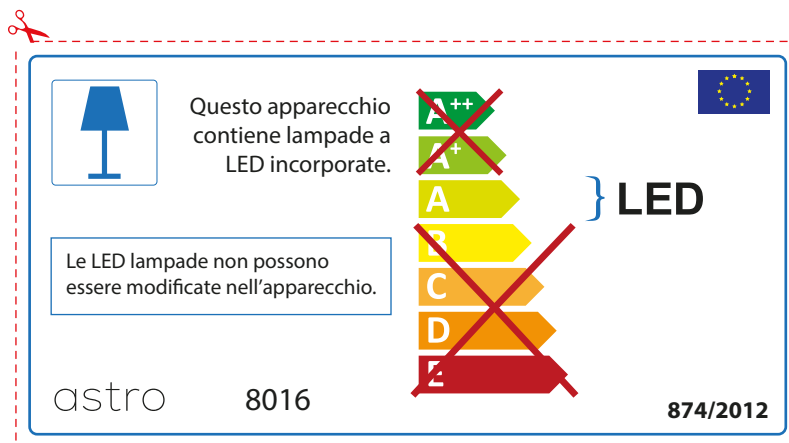 Questo apparecchio
contiene lampade a
LED incorporate.
Le LED lampade non possono
essere modificate nell'apparecchio.
A++
A+
A
B
C
D
E
LED
astro
8016
874/2012